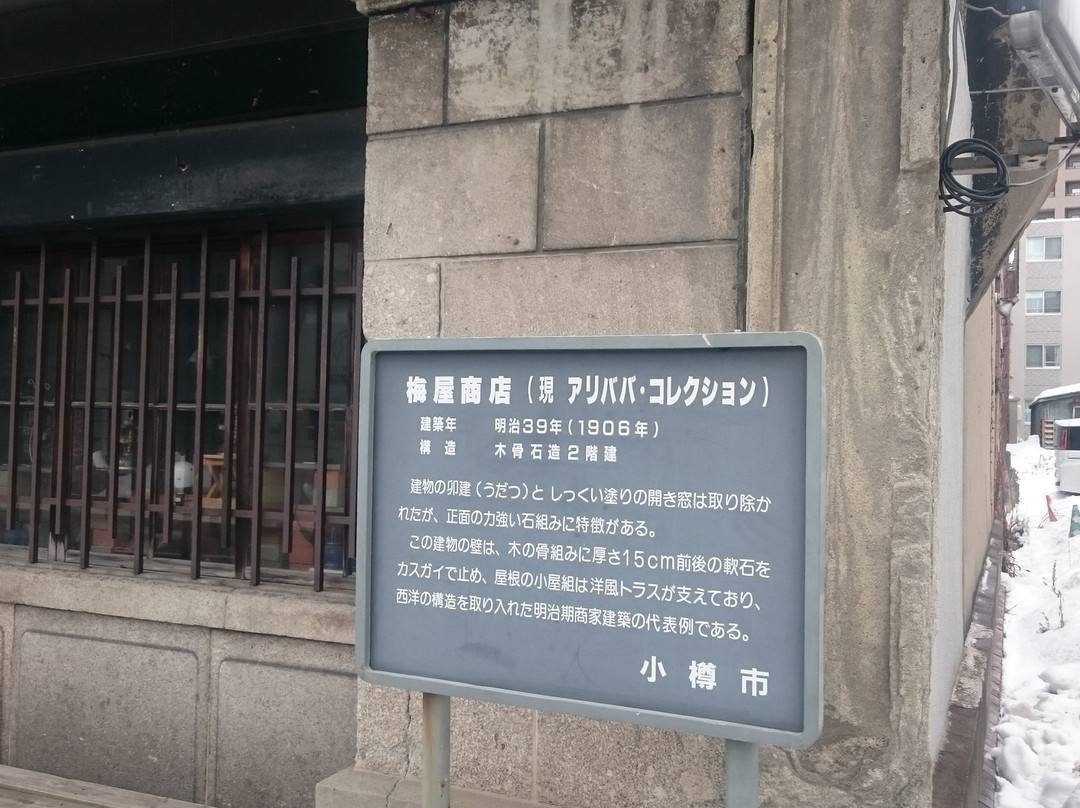 梅屋商店（現 アリババ・コレクション）
建築年 明治39年(1906年)
構造 木骨石造2階建
建物の卯建（うだつ）と しっくい塗りの開き窓は取り除か
れたが、正面の力強い石組みに特徴がある。
この建物の壁は、木の骨組みに厚さ15cm前後の軟石を
カスガイで止め、屋根の小屋組は洋風トラスが支えており、
西洋の構造を取り入れた明治期商家建築の代表例である。
小樽市